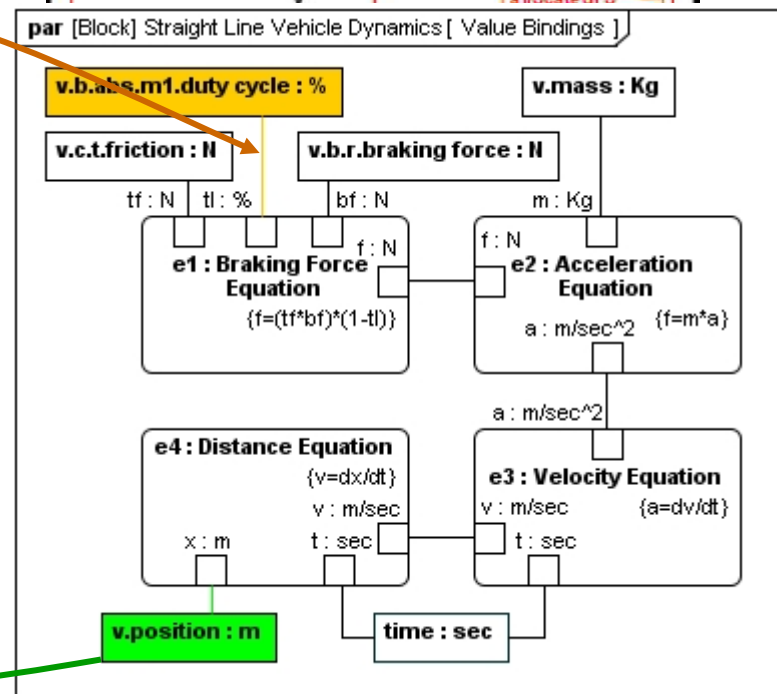 par [Block] Straight Line Vehicle Dynamics [ Value Bindings ]
v.b.abs.m1.duty cycle : %
v.mass : Kg
v.c.t.friction : N
v.b.r.braking force : N
tf : N
tl : %
bf : N
m : Kg
f : N
e1 : Braking Force
Equation
{f=(tf*bf)*(1-tl)}
f : N
e2 : Acceleration
Equation
{f=m*a}
a : m/sec^2
a : m/sec^2
e4 : Distance Equation
{v=dx/dt}
v : m/sec
x : m
t : sec
e3 : Velocity Equation
v : m/sec
{a=dv/dt}
t : sec
v.position : m
time : sec